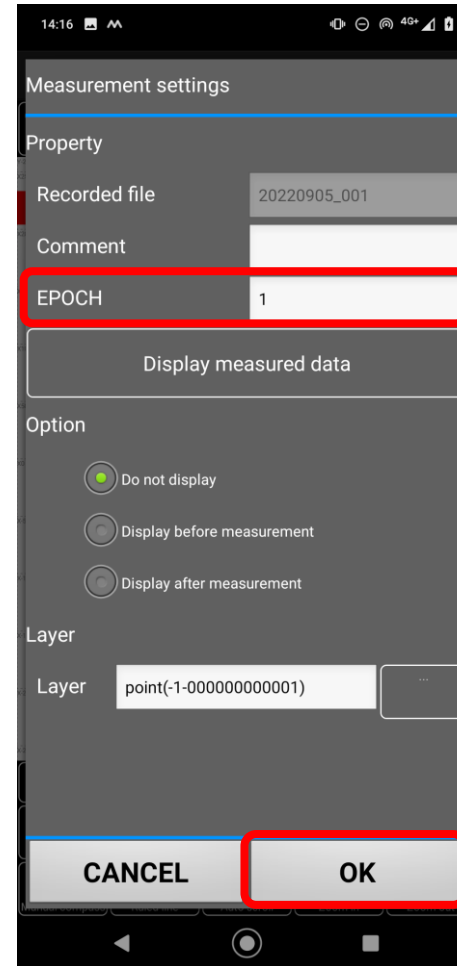 14:16 4G+
Measurement settings
Property
Recorded file 20220905_001
Comment
EPOCH 1
Display measured data
Option
Do not display
Display before measurement
Display after measurement
Layer
Layer point(-1-000000000001) ...
CANCEL OK